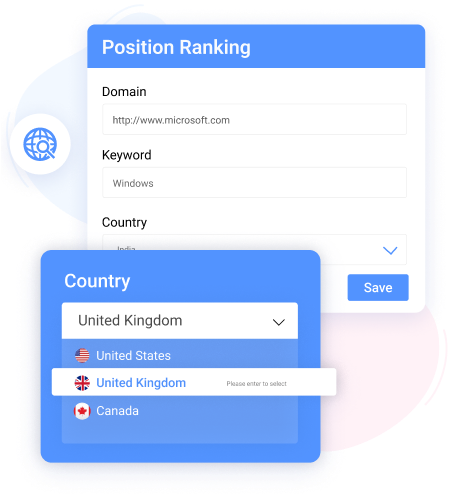 Position Ranking
Domain
http://www.microsoft.com
Keyword
Windows
Country
India
Save
Country
United Kingdom
United States
United Kingdom Please enter to select
Canada